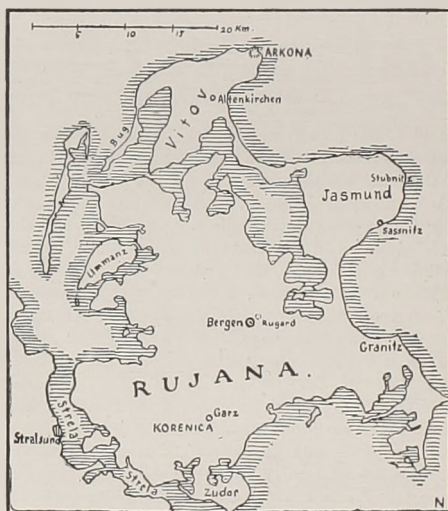 5 10 15 20 Km.
ARKONA
Altenkirchen
Vitov
Bug
Stubnitz
Jasmund
Sassnitz
Ummanz
Bergen Rugard
Granitz
RUJANA.
Strela
Garz
KORENICA
Stralsund
Strela
Zudar
N